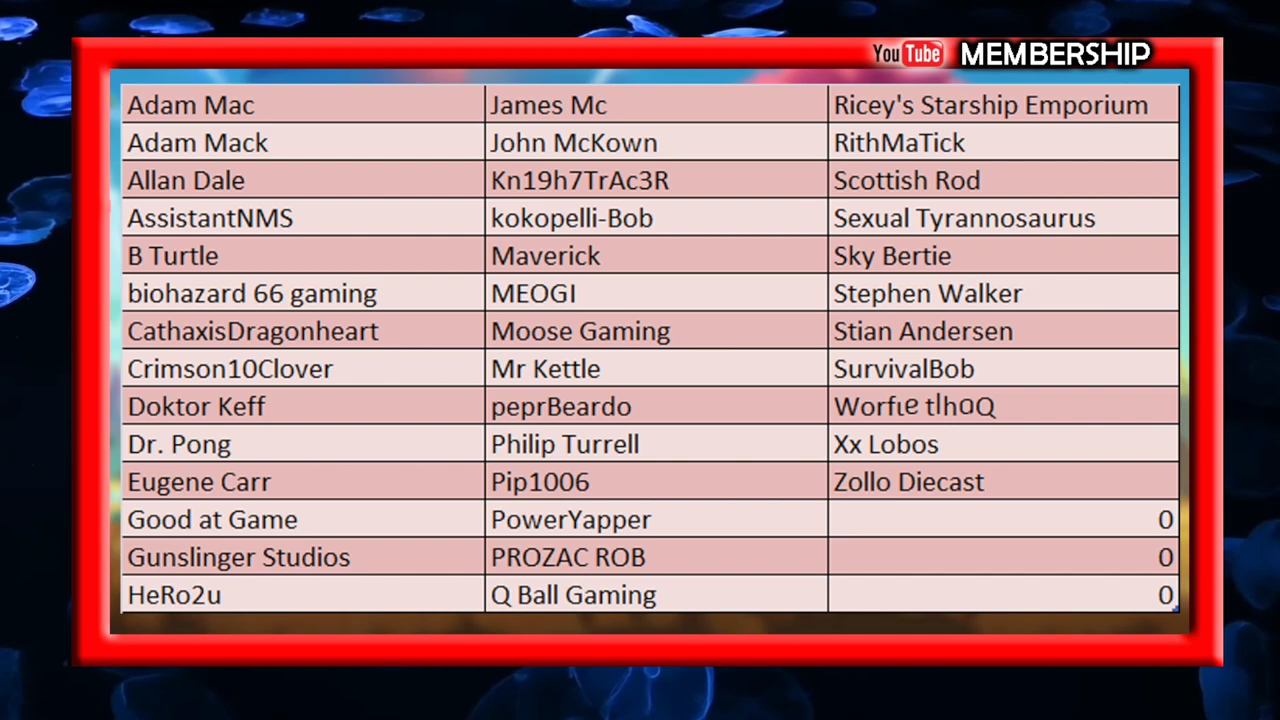 YouTube MEMBERSHIP
Adam Mac James Mc Ricey's Starship Emporium
Adam Mack John McKown RithMaTick
Allan Dale Kn19h7TrAc3R Scottish Rod
AssistantNMS kokopelli-Bob Sexual Tyrannosaurus
B Turtle Maverick Sky Bertie
biohazard 66 gaming MEOGI Stephen Walker
CathaxisDragonheart Moose Gaming Stian Andersen
Crimson10Clover Mr Kettle SurvivalBob
Doktor Keff peprBeardo Worfɩҽ tlhɑQ
Dr. Pong Philip Turrell Xx Lobos
Eugene Carr Pip1006 Zollo Diecast
Good at Game PowerYapper 0
Gunslinger Studios PROZAC ROB 0
HeRo2u Q Ball Gaming 0